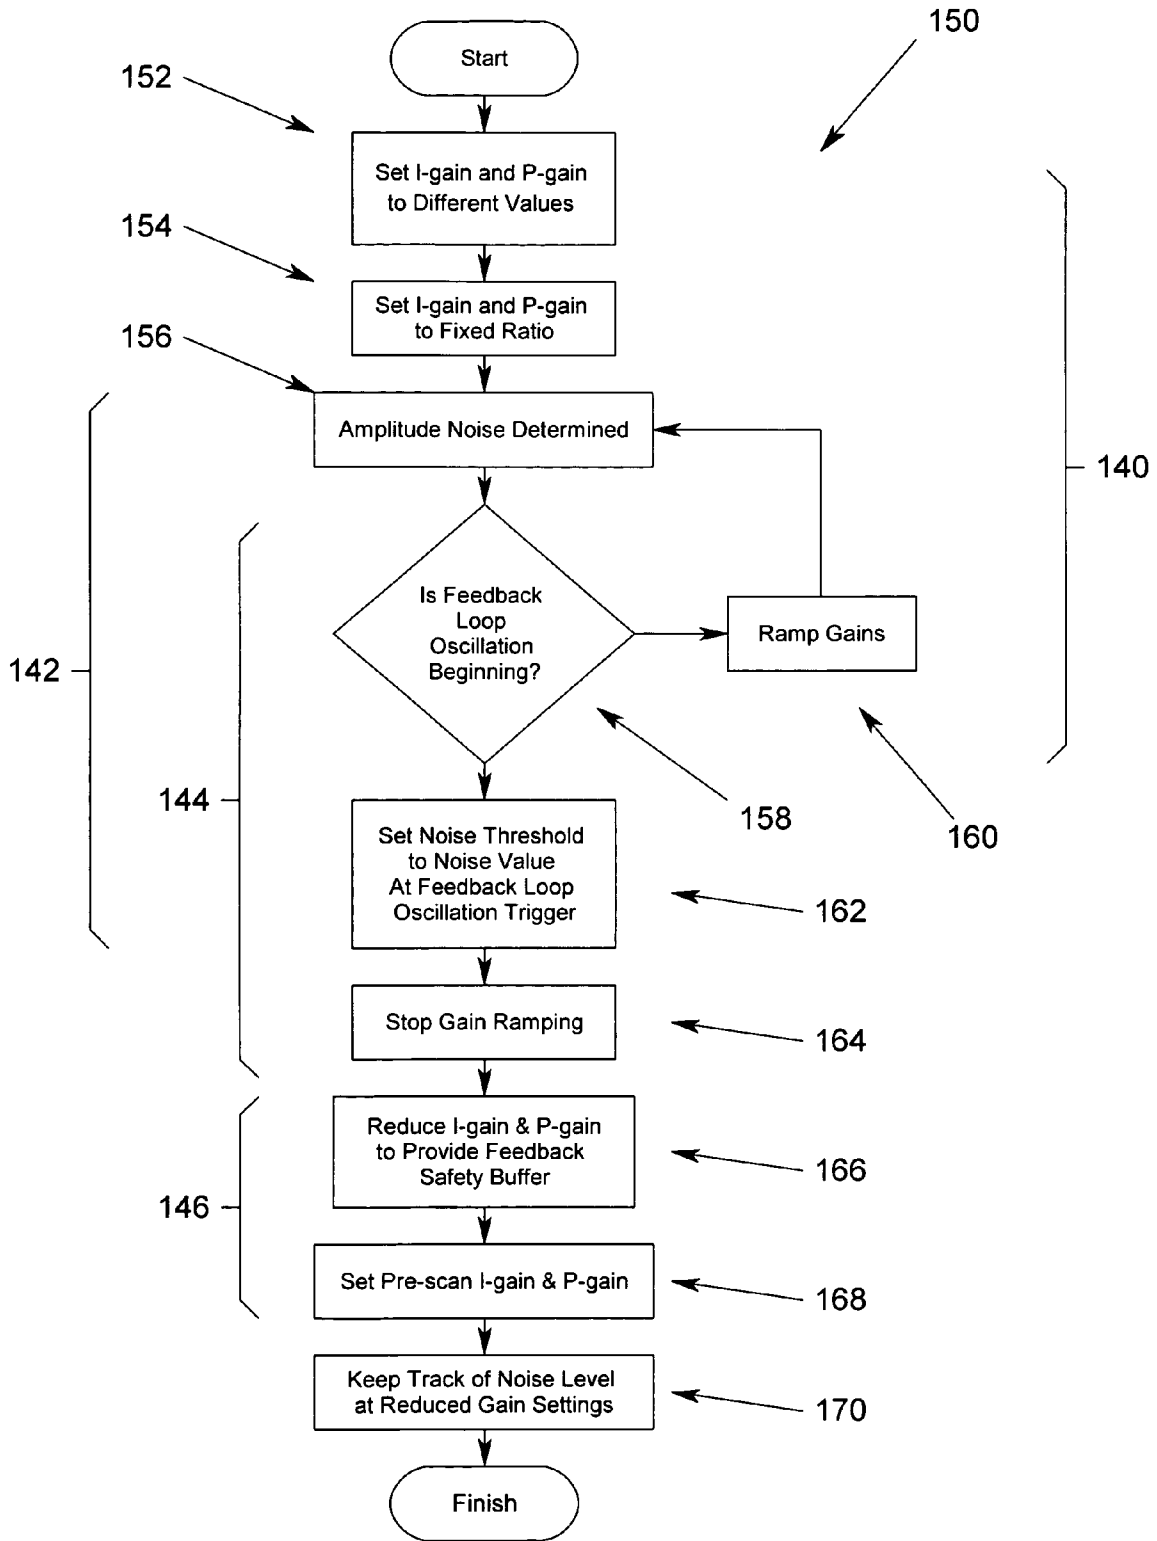 150
Start
152
Set I-gain and P-gain
to Different Values
154
Set I-gain and P-gain
to Fixed Ratio
156
Amplitude Noise Determined
140
Is Feedback
Loop
Oscillation
Beginning?
Ramp Gains
142
144
158
160
Set Noise Threshold
to Noise Value
At Feedback Loop
Oscillation Trigger
162
Stop Gain Ramping
164
Reduce I-gain & P-gain
to Provide Feedback
Safety Buffer
166
146
Set Pre-scan I-gain & P-gain
168
Keep Track of Noise Level
at Reduced Gain Settings
170
Finish